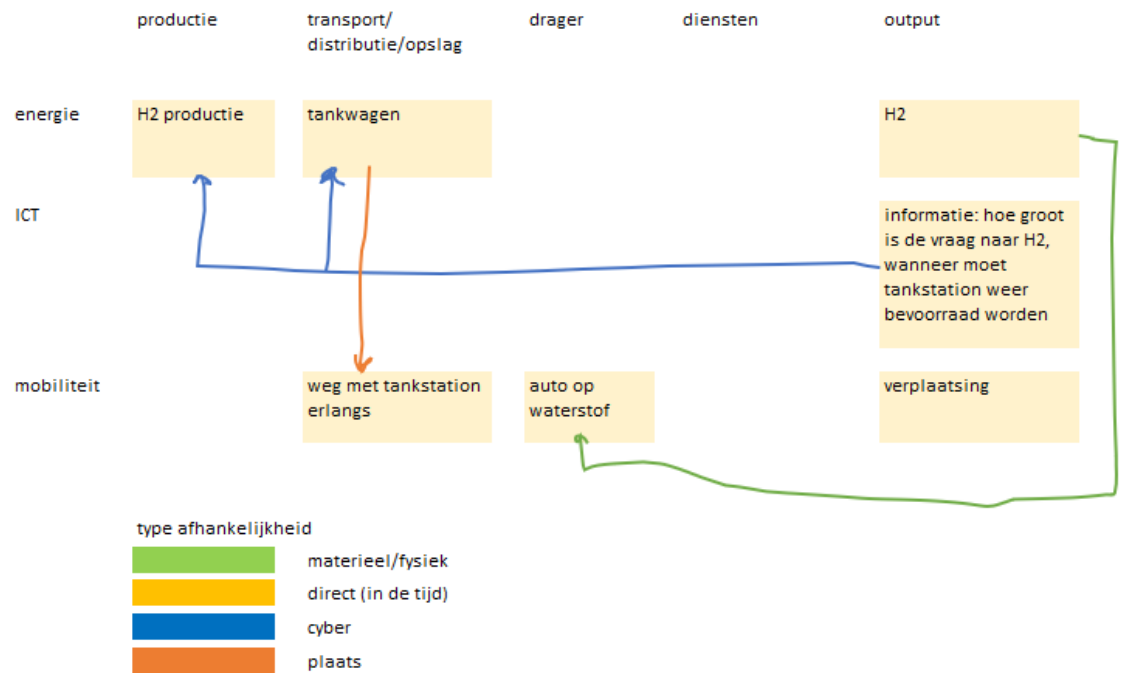 productie
transport/
distributie/opslag
drager
diensten
output
energie
H2 productie
tankwagen
H2
ICT
informatie: hoe groot
is de vraag naar H2,
wanneer moet
tankstation weer
bevoorraad worden
mobiliteit
weg met tankstation
erlangs
auto op
waterstof
verplaatsing
type afhankelijkheid
materieel/fysiek
direct (in de tijd)
cyber
plaats